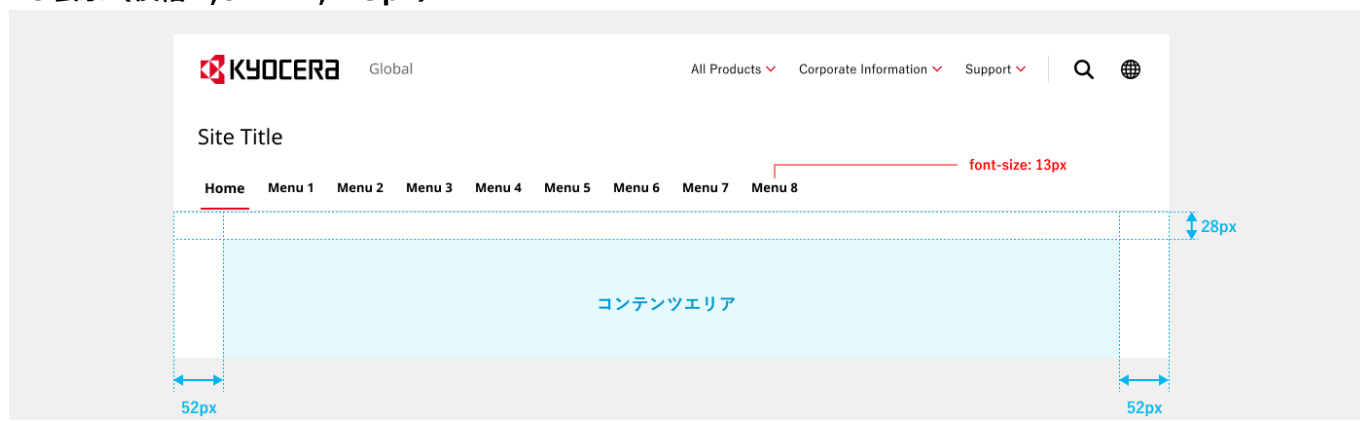 KYOCERA Global All Products Corporate Information Support
Site Title
font-size: 13px
Home Menu 1 Menu 2 Menu 3 Menu 4 Menu 5 Menu 6 Menu 7 Menu 8
28px
コンテンツエリア
52px 52px